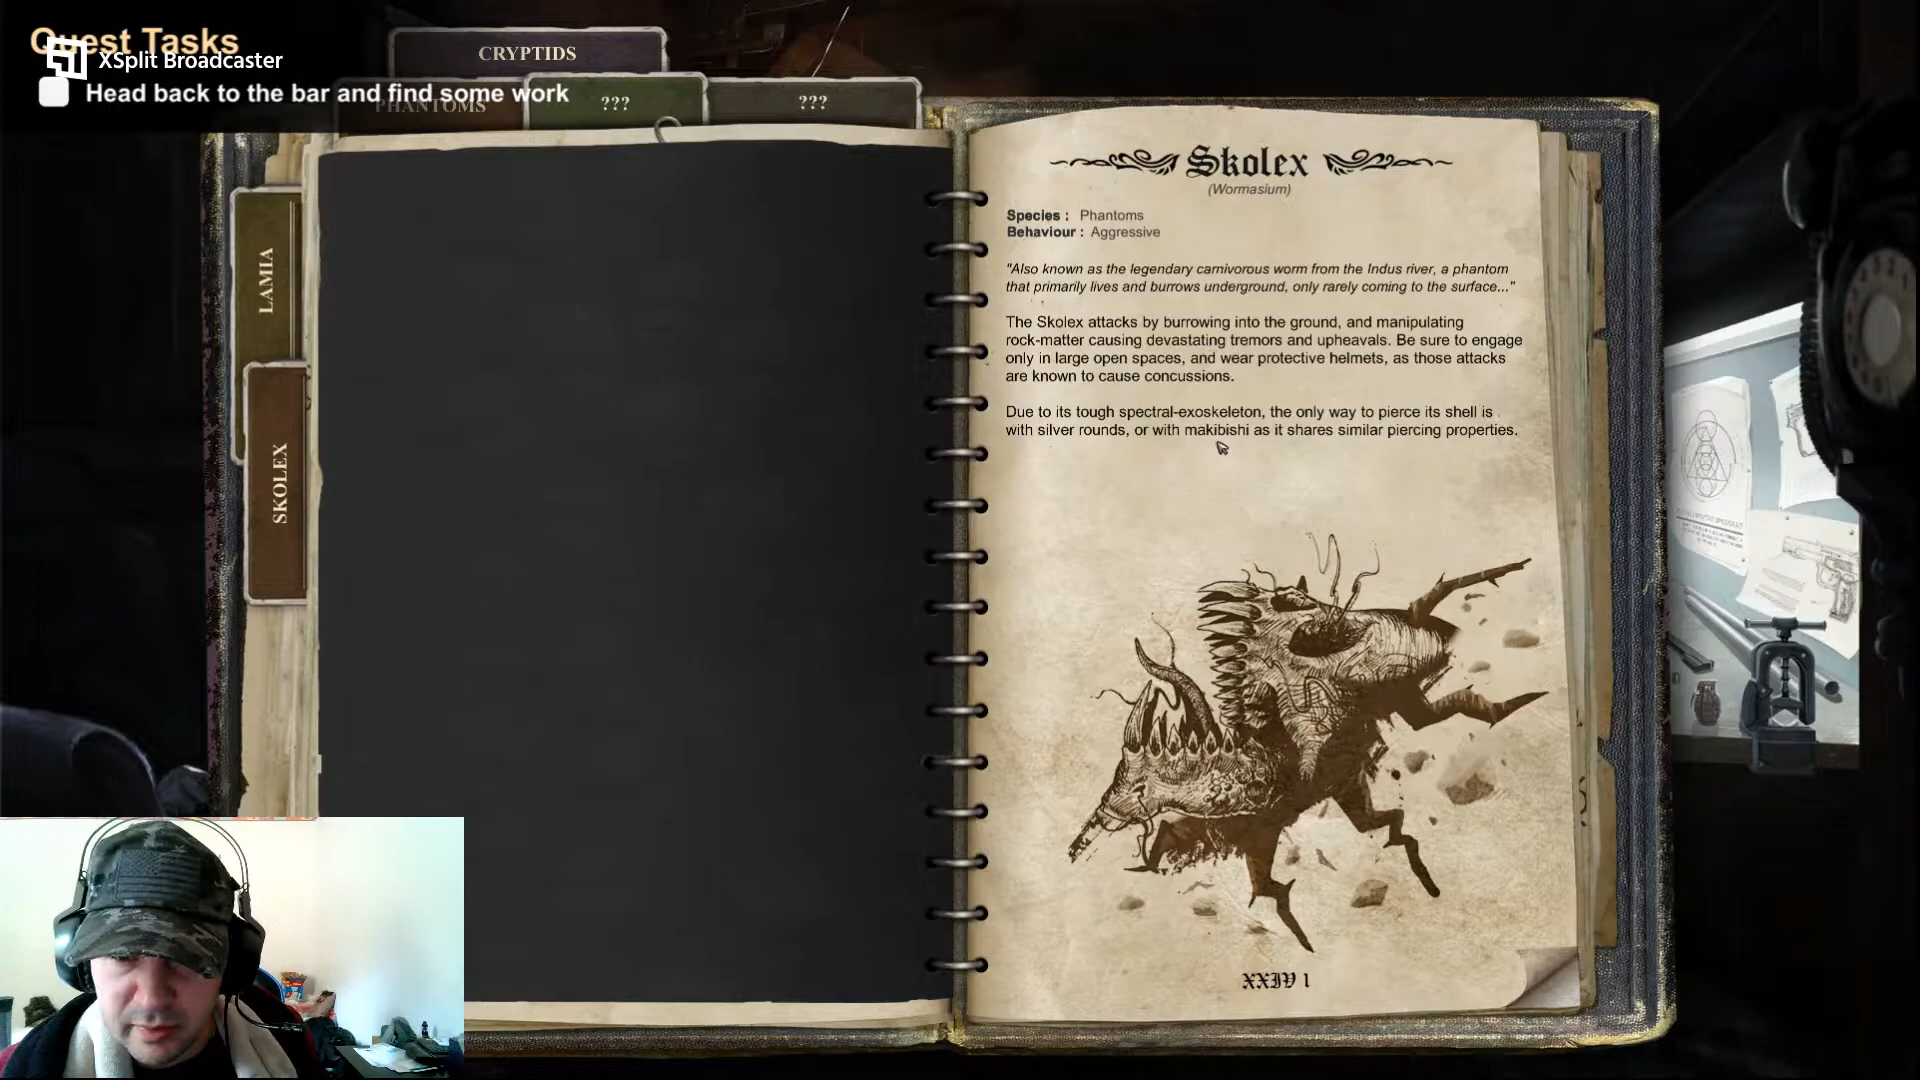 Quest Tasks
XSplit Broadcaster
Head back to the bar and find some work
CRYPTIDS
PHANTOMS
???
???
LAMIA
SKOLEX
Skolex
(Wormasium)
Species : Phantoms
Behaviour : Aggressive
"Also known as the legendary carnivorous worm from the Indus river, a phantom
that primarily lives and burrows underground, only rarely coming to the surface..."
The Skolex attacks by burrowing into the ground, and manipulating
rock-matter causing devastating tremors and upheavals. Be sure to engage
only in large open spaces, and wear protective helmets, as those attacks
are known to cause concussions.
Due to its tough spectral-exoskeleton, the only way to pierce its shell is
with silver rounds, or with makibishi as it shares similar piercing properties.
XXIV 1